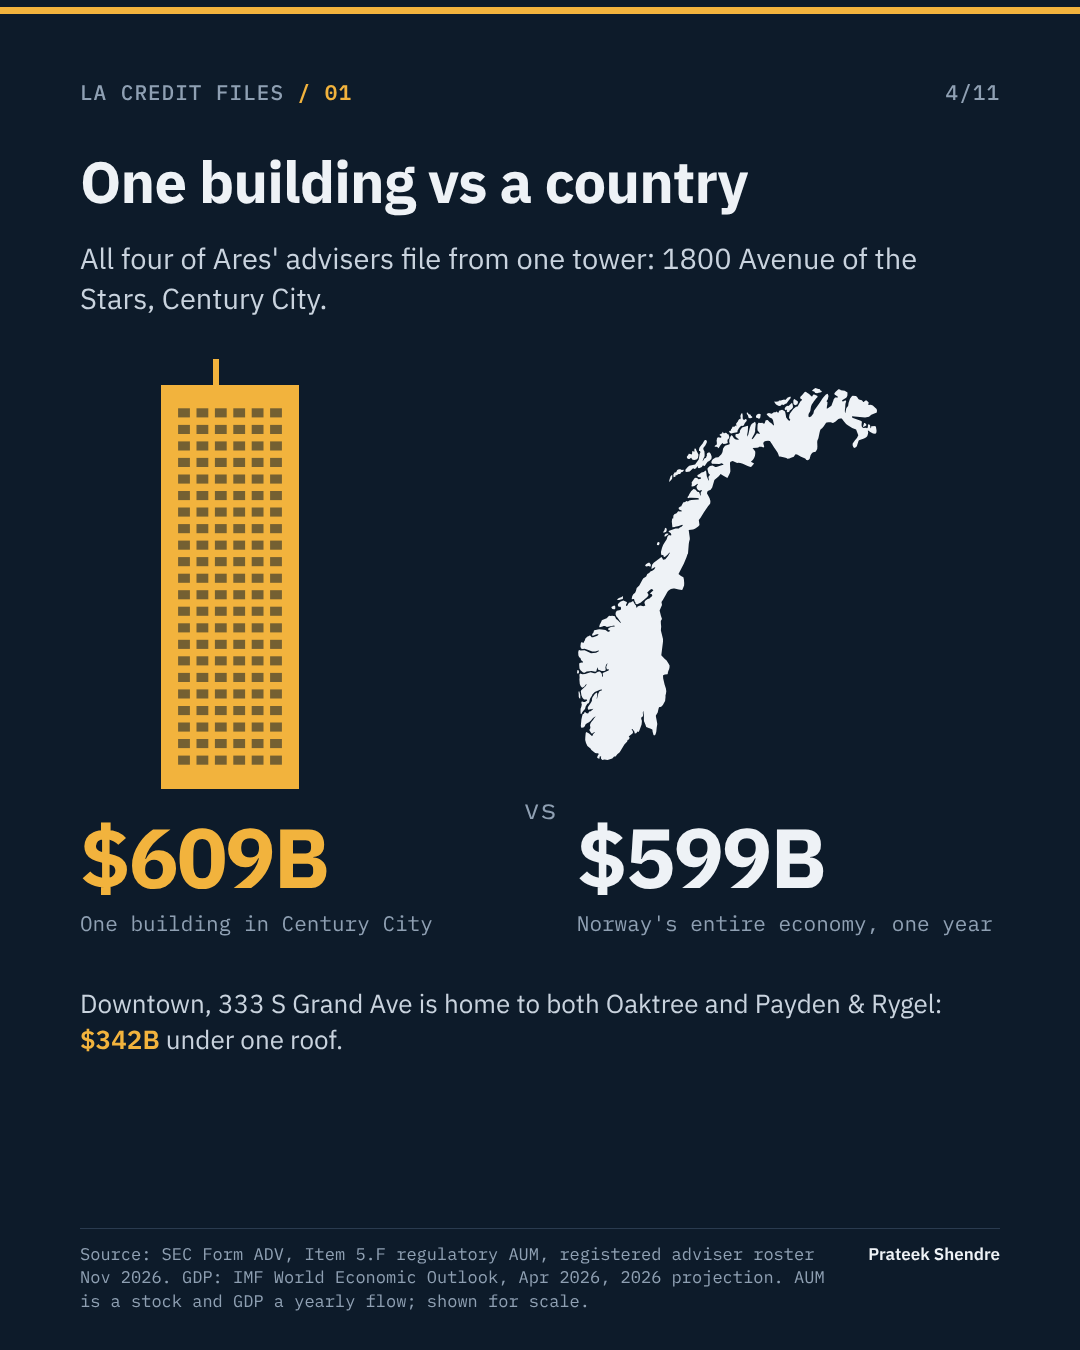 LA CREDIT FILES / 01
4/11
One building vs a country
All four of Ares' advisers file from one tower: 1800 Avenue of the
Stars, Century City.
vs
$609B
$599B
One building in Century City
Norway's entire economy, one year
Downtown, 333 S Grand Ave is home to both Oaktree and Payden & Rygel:
$342B under one roof.
Source: SEC Form ADV, Item 5.F regulatory AUM, registered adviser roster
Nov 2026. GDP: IMF World Economic Outlook, Apr 2026, 2026 projection. AUM
is a stock and GDP a yearly flow; shown for scale.
Prateek Shendre